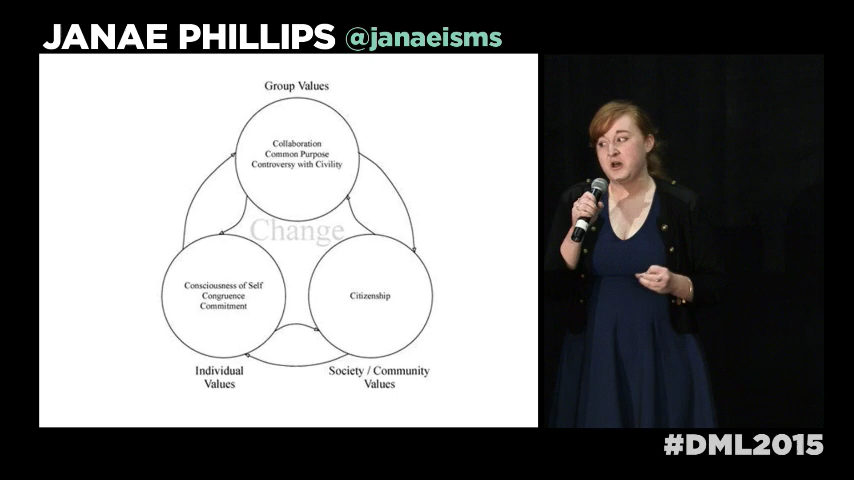 JANAE PHILLIPS @janaeisms
Group Values
Collaboration
Common Purpose
Controversy with Civility
Change
Consciousness of Self
Congruence
Commitment
Citizenship
Individual
Values
Society / Community
Values
#DML2015